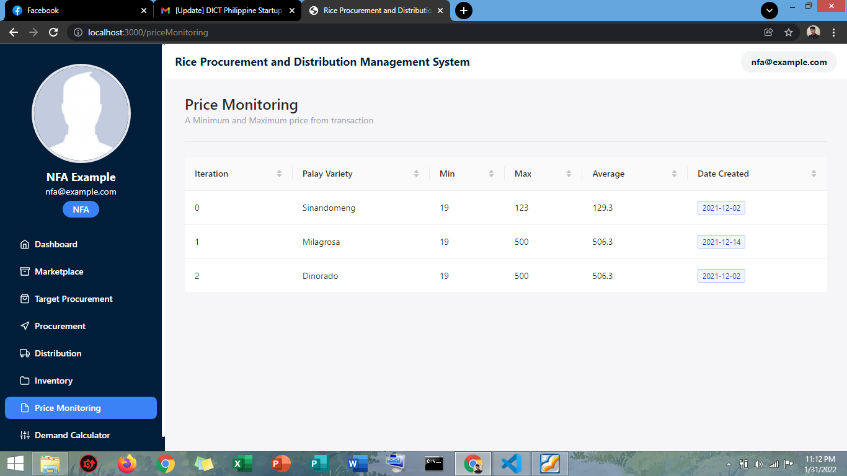 Facebook
[Update] DICT Philippine Startup
Rice Procurement and Distributio
localhost:3000/priceMonitoring
Rice Procurement and Distribution Management System
nfa@example.com
NFA Example
nfa@example.com
NFA
Dashboard
Marketplace
Target Procurement
Procurement
Distribution
Inventory
Price Monitoring
Demand Calculator
Price Monitoring
A Minimum and Maximum price from transaction
Iteration Palay Variety Min Max Average Date Created
0 Sinandomeng 19 123 129.3 2021-12-02
1 Milagrosa 19 500 506.3 2021-12-14
2 Dinorado 19 500 506.3 2021-12-02
11:12 PM
1/31/2022